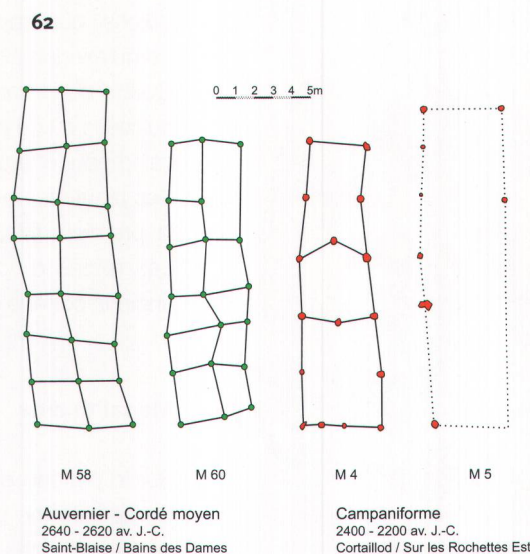 62
0 1 2 3 4 5m
M 58 M 60 M 4 M 5
Auvernier - Cordé moyen
2640 - 2620 av. J.-C.
Saint-Blaise / Bains des Dames
Campaniforme
2400 - 2200 av. J.-C.
Cortaillod / Sur les Rochettes Est